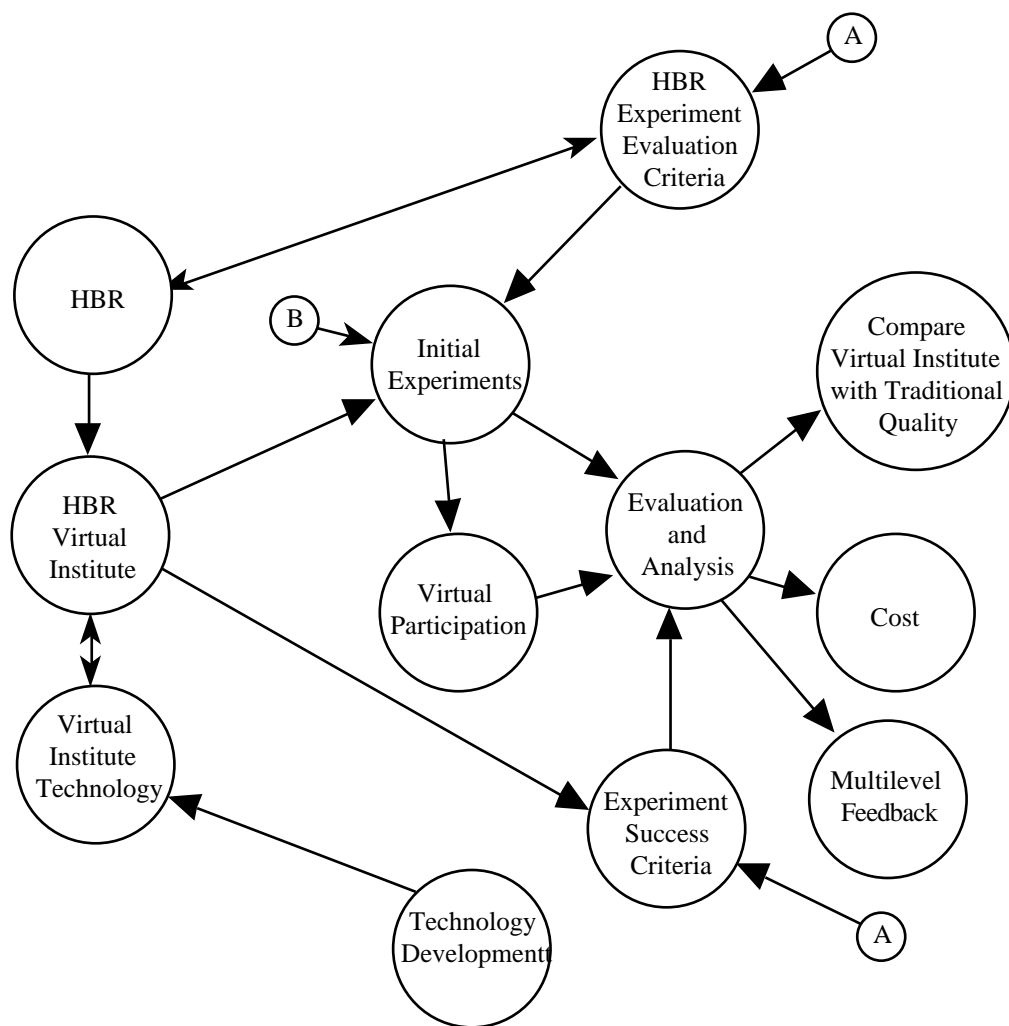 A
HBR
Experiment
Evaluation
Criteria
HBR
B
Initial
Experiments
Compare
Virtual Institute
with Traditional
Quality
HBR
Virtual
Institute
Evaluation
and
Analysis
Virtual
Participation
Cost
Virtual
Institute
Technology
Experiment
Success
Criteria
Multilevel
Feedback
Technology
Developmentt
A